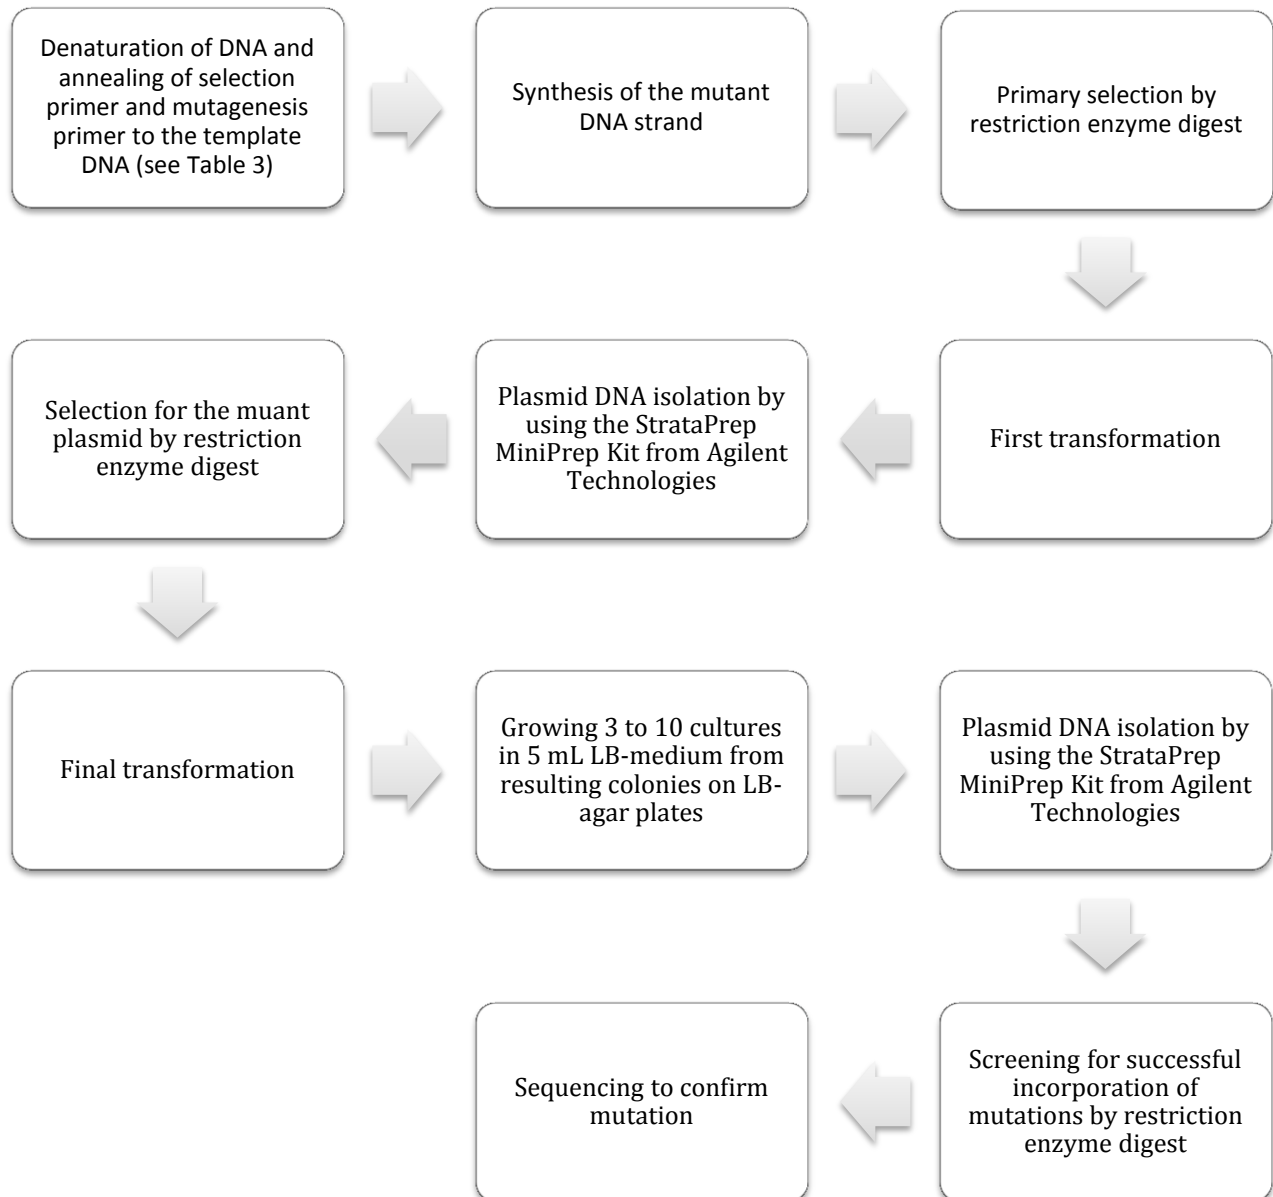 Denaturation of DNA and
annealing of selection
primer and mutagenesis
primer to the template
DNA (see Table 3)
Synthesis of the mutant
DNA strand
Primary selection by
restriction enzyme digest
First transformation
Plasmid DNA isolation by
using the StrataPrep
MiniPrep Kit from Agilent
Technologies
Selection for the muant
plasmid by restriction
enzyme digest
Final transformation
Growing 3 to 10 cultures
in 5 mL LB-medium from
resulting colonies on LB-
agar plates
Plasmid DNA isolation by
using the StrataPrep
MiniPrep Kit from Agilent
Technologies
Screening for successful
incorporation of
mutations by restriction
enzyme digest
Sequencing to confirm
mutation